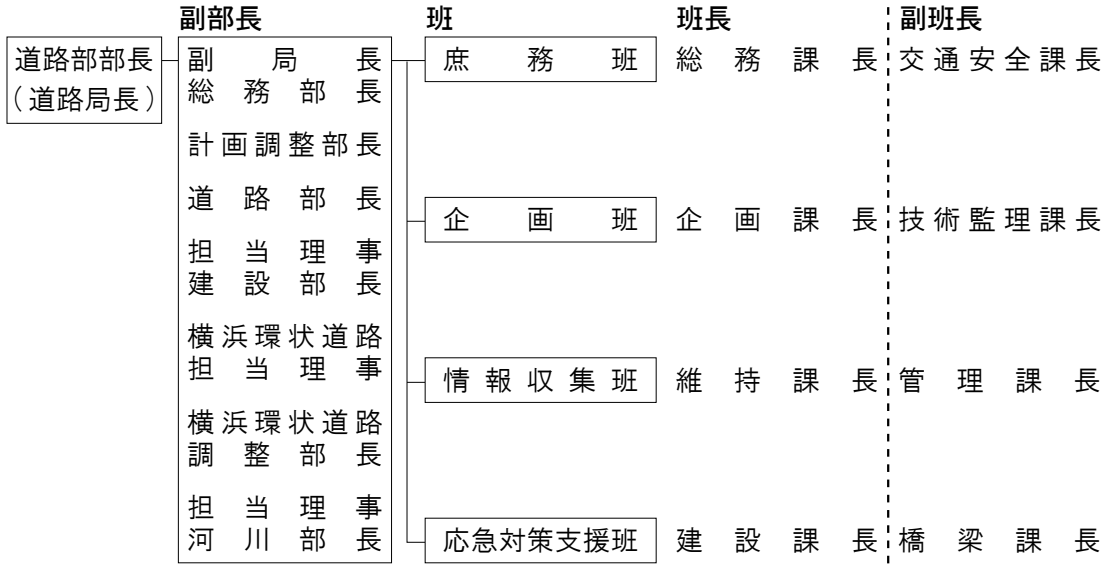 副部長 班 班長 副班長
道路部部長
(道路局長)
副局長
総務部長
計画調整部長
道路部長
担当理事
建設部長
横浜環状道路
担当理事
横浜環状道路
調整部長
担当理事
河川部長
庶務班 総務課長 交通安全課長
企画班 企画課長 技術監理課長
情報収集班 維持課長 管理課長
応急対策支援班 建設課長 橋梁課長